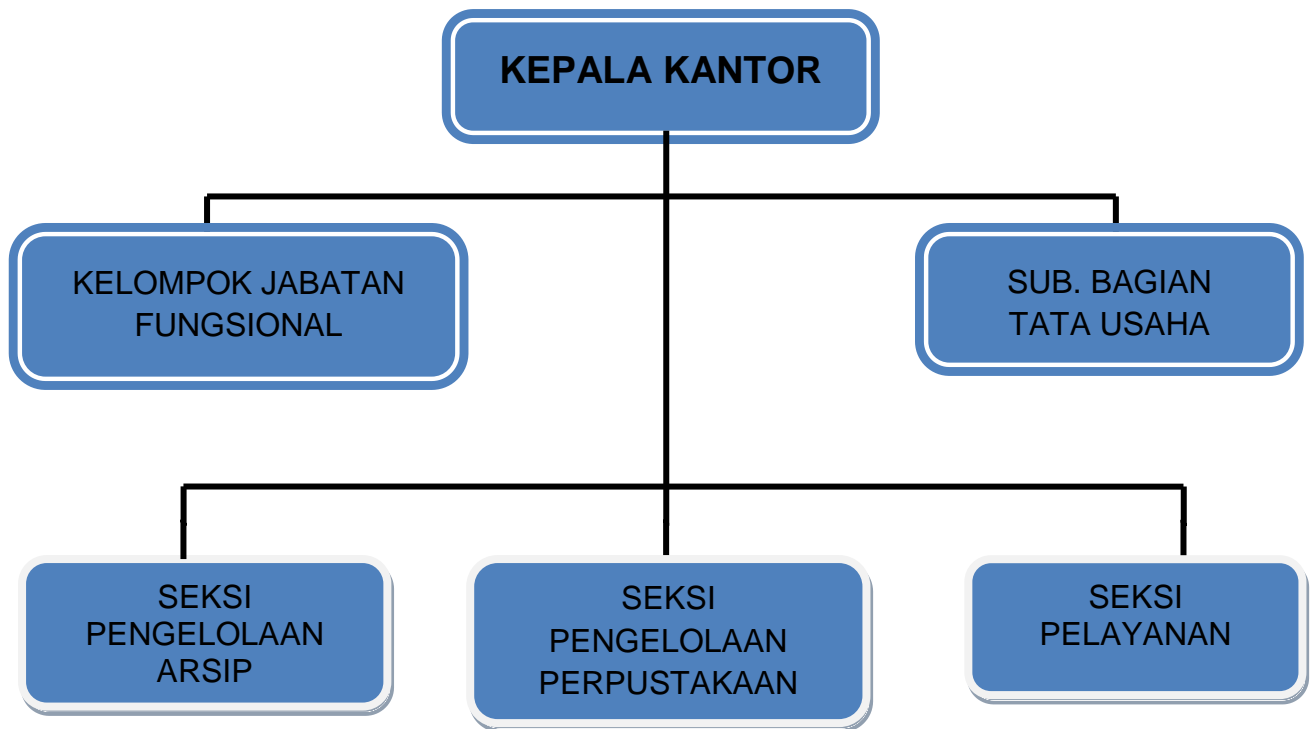 KEPALA KANTOR
KELOMPOK JABATAN
FUNGSIONAL
SUB. BAGIAN
TATA USAHA
SEKSI
PENGELOLAAN
ARSIP
SEKSI
PENGELOLAAN
PERPUSTAKAAN
SEKSI
PELAYANAN